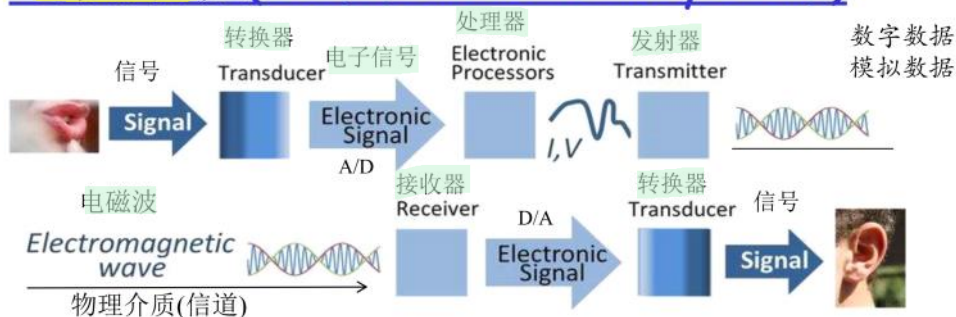 处理器
转换器
电子信号
Electronic
Processors
发射器
数字数据
模拟数据
信号
Transducer
Transmitter
Signal
Electronic
Signal
I,V
A/D
电磁波
接收器
Receiver
D/A
转换器
Transducer
信号
Electromagnetic
wave
Electronic
Signal
Signal
物理介质(信道)